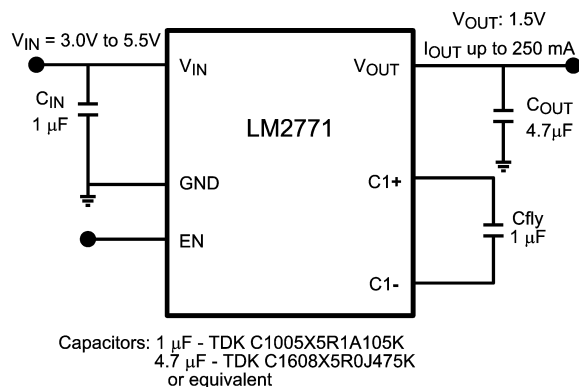 VIN = 3.0V to 5.5V
VOUT: 1.5V
IOUT up to 250 mA
VIN
VOUT
CIN
1 μF
COUT
4.7μF
LM2771
GND
C1+
Cfly
1 μF
EN
C1-
Capacitors: 1 μF - TDK C1005X5R1A105K
4.7 μF - TDK C1608X5R0J475K
or equivalent